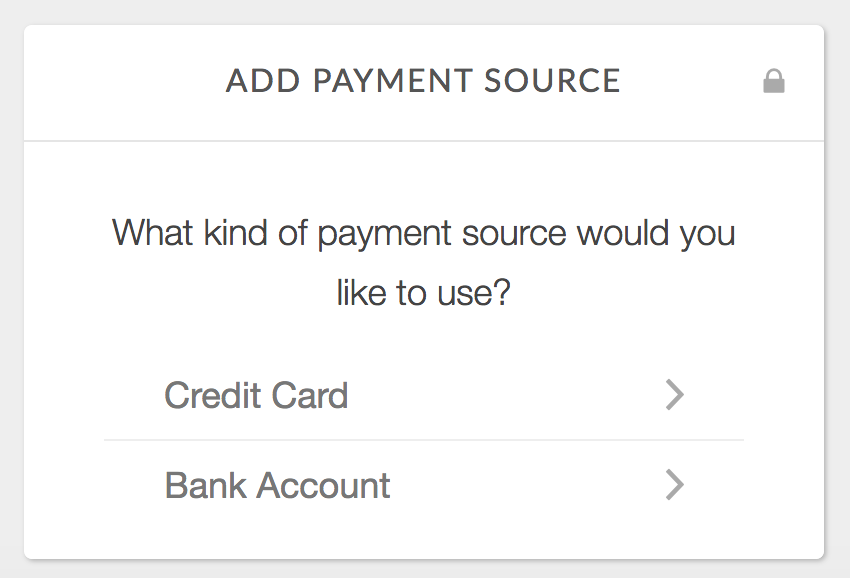 ADD PAYMENT SOURCE
What kind of payment source would you
like to use?
Credit Card
Bank Account